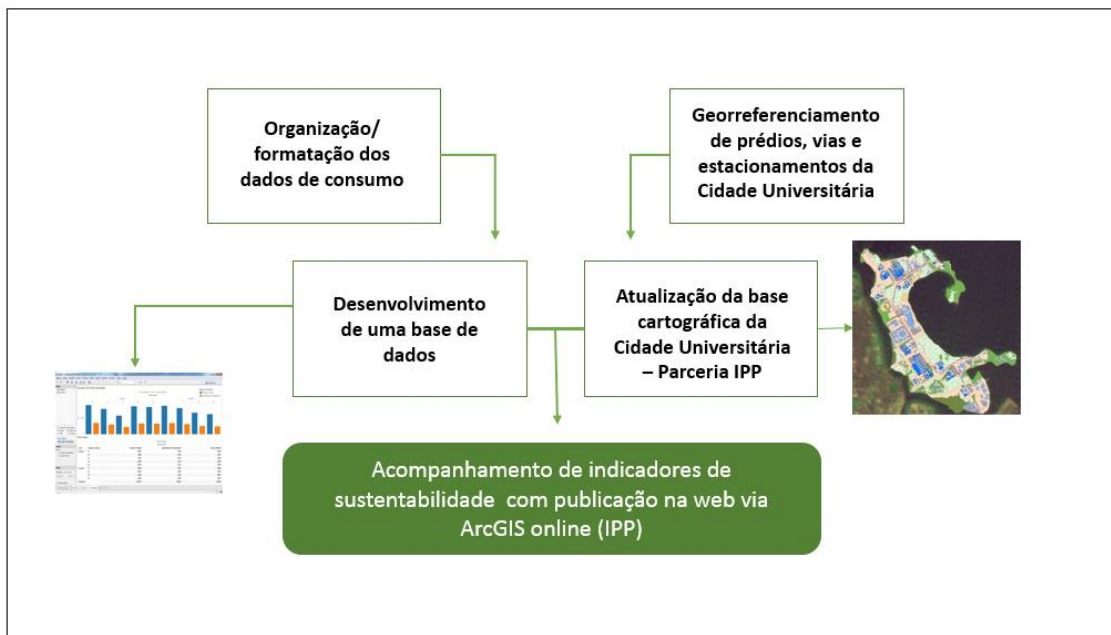 Organização/
formatação dos
dados de consumo
Georreferenciamento
de prédios, vias e
estacionamentos da
Cidade Universitária
Desenvolvimento
de uma base de
dados
Atualização da base
cartográfica da
Cidade Universitária
– Parceria IPP
Acompanhamento de indicadores de
sustentabilidade com publicação na web via
ArcGIS online (IPP)